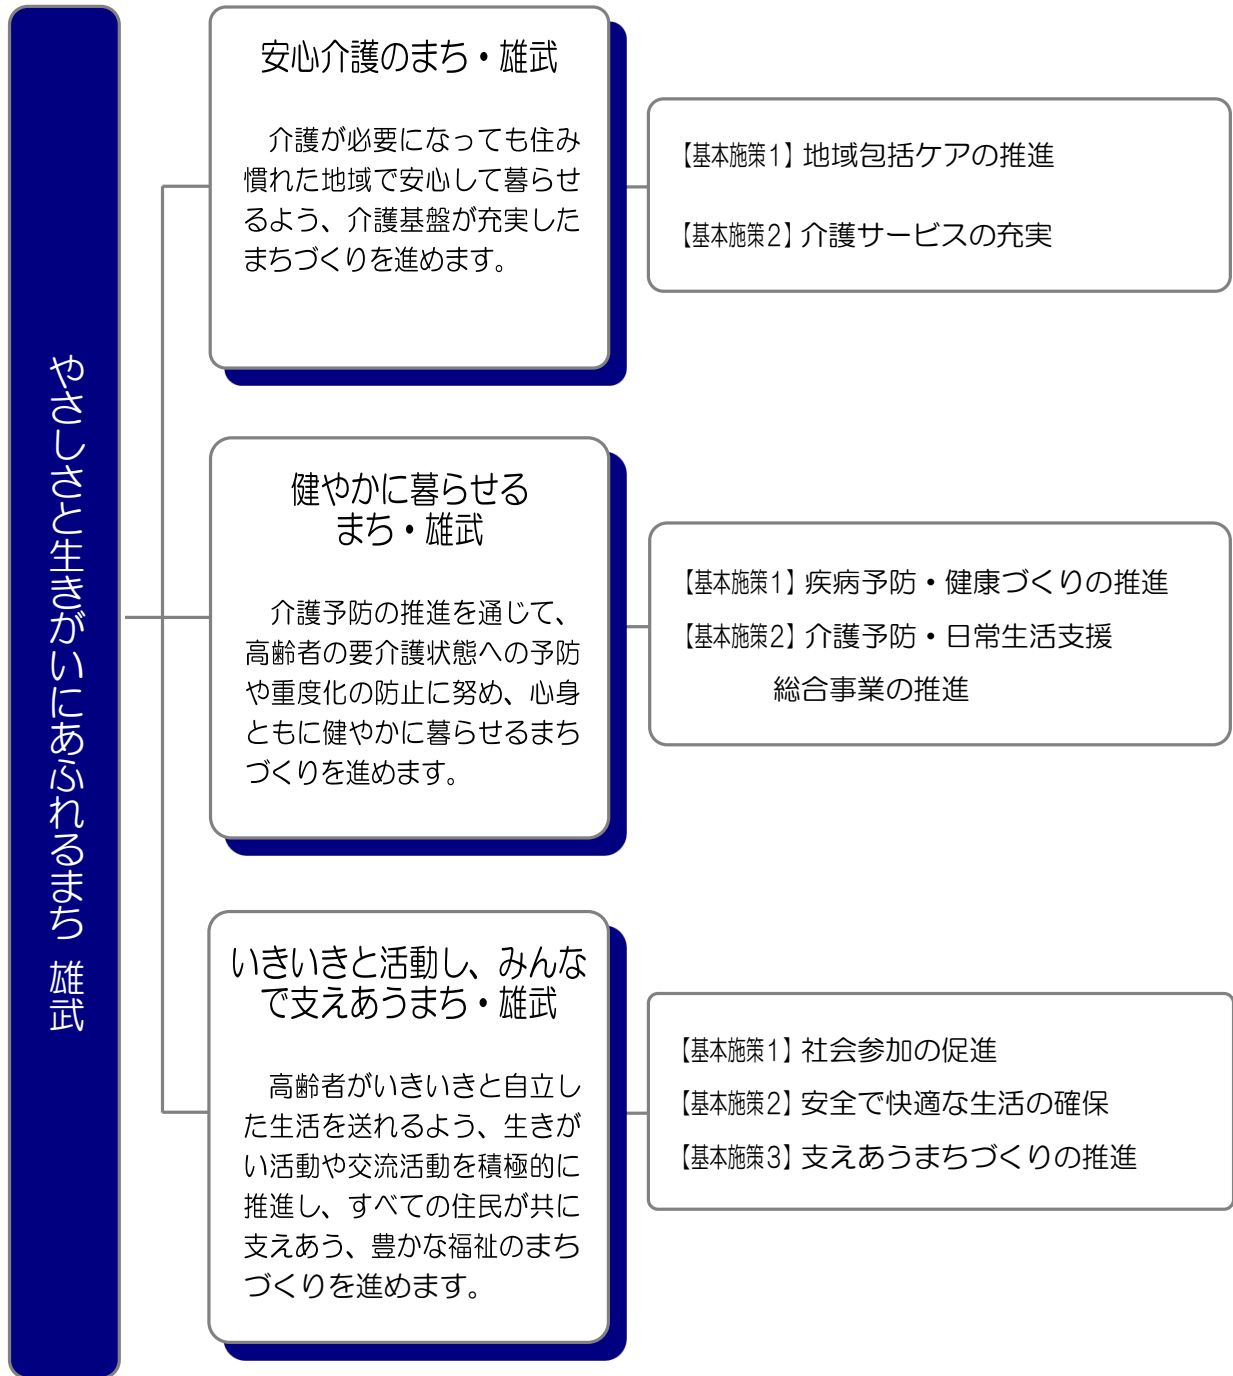 やさしさと生きがいにあふれるまち 雄武
安心介護のまち・雄武
介護が必要になっても住み
慣れた地域で安心して暮らせ
るよう、介護基盤が充実した
まちづくりを進めます。
【基本施策1】地域包括ケアの推進
【基本施策2】介護サービスの充実
健やかに暮らせる
まち・雄武
介護予防の推進を通じて、
高齢者の要介護状態への予防
や重度化の防止に努め、心身
ともに健やかに暮らせるまち
づくりを進めます。
【基本施策1】疾病予防・健康づくりの推進
【基本施策2】介護予防・日常生活支援
総合事業の推進
いきいきと活動し、みんな
で支えあうまち・雄武
高齢者がいきいきと自立し
た生活を送れるよう、生きが
い活動や交流活動を積極的に
推進し、すべての住民が共に
支えあう、豊かな福祉のまち
づくりを進めます。
【基本施策1】社会参加の促進
【基本施策2】安全で快適な生活の確保
【基本施策3】支えあうまちづくりの推進